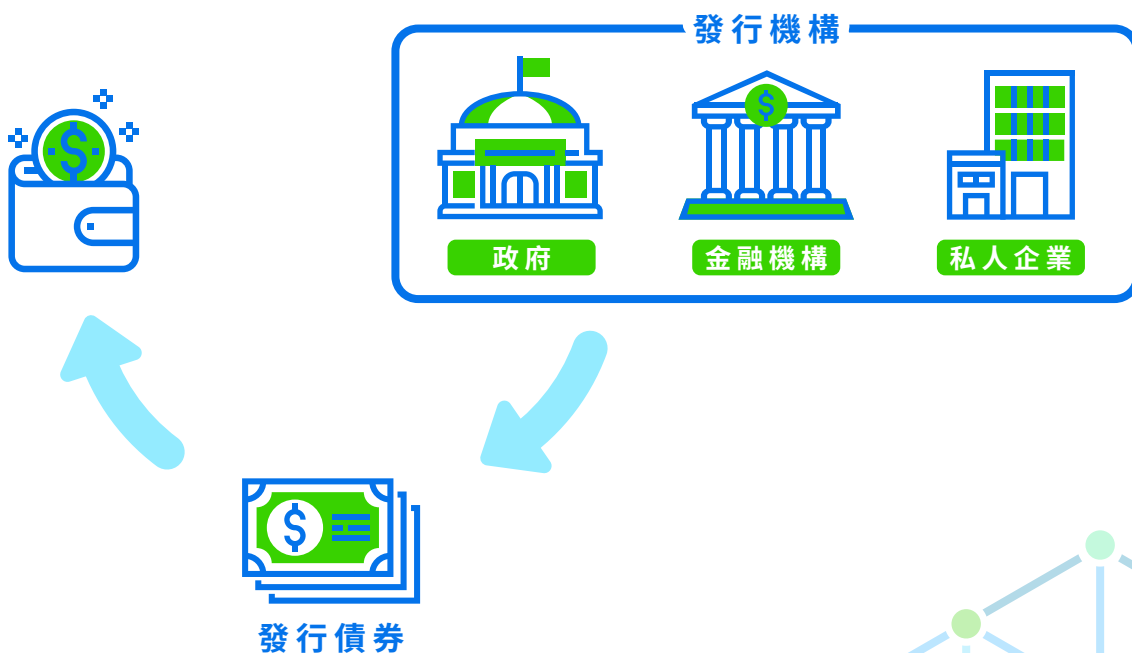 發行機構
政府
金融機構
私人企業
發行債券